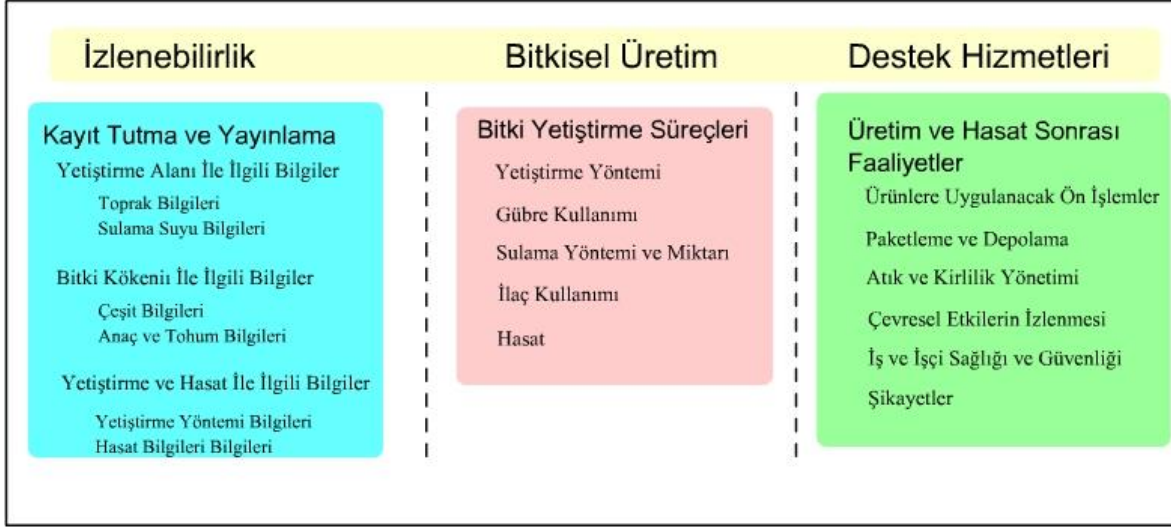 İzlenebilirlik
Bitkisel Üretim
Destek Hizmetleri
Kayıt Tutma ve Yayınlama
Yetiştirme Alanı İle İlgili Bilgiler
Toprak Bilgileri
Sulama Suyu Bilgileri
Bitki Kökenii İle İlgili Bilgiler
Çeşit Bilgileri
Anaç ve Tohum Bilgileri
Yetiştirme ve Hasat İle İlgili Bilgiler
Yetiştirme Yöntemi Bilgileri
Hasat Bilgileri Bilgileri
Bitki Yetiştirme Süreçleri
Yetiştirme Yöntemi
Gübre Kullanımı
Sulama Yöntemi ve Miktarı
İlaç Kullanımı
Hasat
Üretim ve Hasat Sonrası
Faaliyetler
Ürünlere Uygulanacak Ön İşlemler
Paketleme ve Depolama
Atık ve Kirlilik Yönetimi
Çevresel Etkilerin İzlenmesi
İş ve İşçi Sağlığı ve Güvenliği
Şikayetler